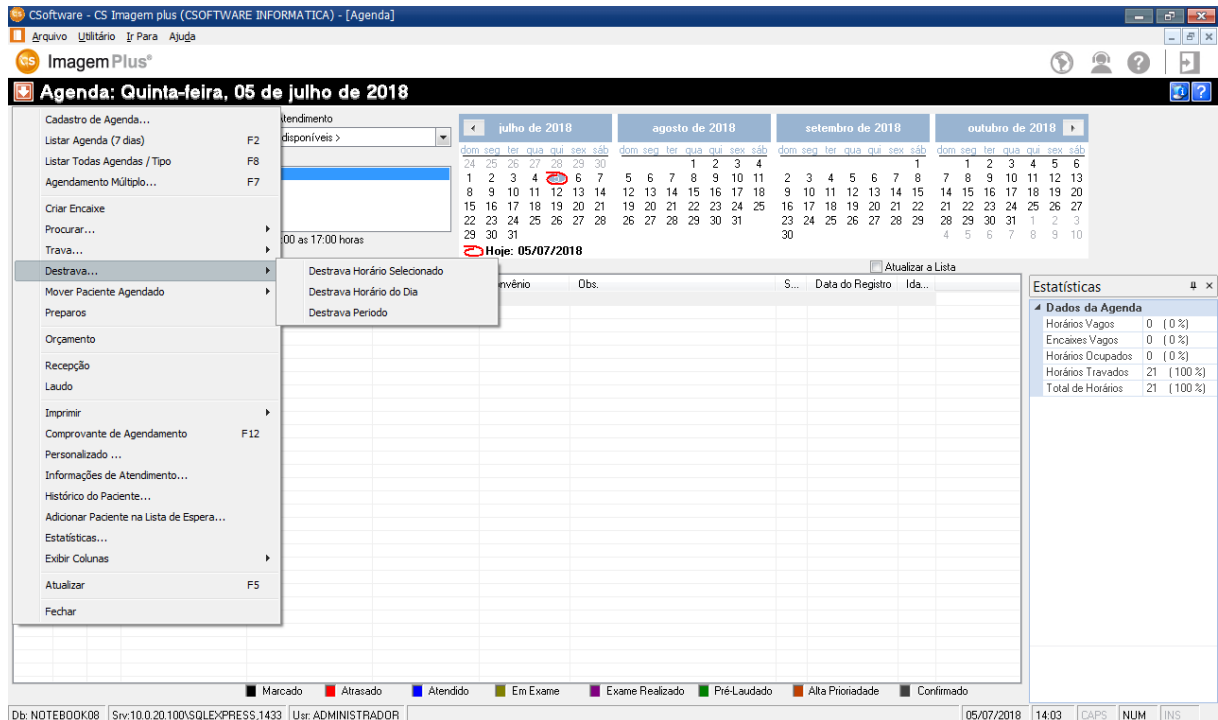 CSoftware - CS Imagem plus (CSOFTWARE INFORMATICA) - [Agenda]
Arquivo Utilitário Ir Para Ajuda
CS ImagemPlus®
Agenda: Quinta-feira, 05 de julho de 2018
Cadastro de Agenda...
Listar Agenda (7 dias) F2
Listar Todas Agendas / Tipo F8
Agendamento Múltiplo... F7
Criar Encaixe
Procurar...
Trava...
Destrava...
Mover Paciente Agendado
Preparos
Orçamento
Recepção
Laudo
Imprimir
Comprovante de Agendamento F12
Personalizado ...
Informações de Atendimento...
Histórico do Paciente...
Adicionar Paciente na Lista de Espera...
Estatísticas...
Exibir Colunas
Atualizar F5
Fechar
Destrava Horário Selecionado
Destrava Horário do Dia
Destrava Periodo
tendimento
disponíveis >
:00 as 17:00 horas
julho de 2018
dom seg ter qua qui sex sáb
24 25 26 27 28 29 30
1 2 3 4 6 7
8 9 10 11 12 13 14
15 16 17 18 19 20 21
22 23 24 25 26 27 28
29 30 31
agosto de 2018
dom seg ter qua qui sex sáb
1 2 3 4
5 6 7 8 9 10 11
12 13 14 15 16 17 18
19 20 21 22 23 24 25
26 27 28 29 30 31
setembro de 2018
dom seg ter qua qui sex sáb
1
2 3 4 5 6 7 8
9 10 11 12 13 14 15
16 17 18 19 20 21 22
23 24 25 26 27 28 29
30
outubro de 2018
dom seg ter qua qui sex sáb
1 2 3 4 5 6
7 8 9 10 11 12 13
14 15 16 17 18 19 20
21 22 23 24 25 26 27
28 29 30 31 1 2 3
4 5 6 7 8 9 10
Hoje: 05/07/2018
Atualizar a Lista
nvênio Obs. S... Data do Registro Ida...
Estatísticas
Dados da Agenda
Horários Vagos 0 ( 0 %)
Encaixes Vagos 0 ( 0 %)
Horários Ocupados 0 ( 0 %)
Horários Travados 21 ( 100 %)
Total de Horários 21 ( 100 %)
Marcado Atrasado Atendido Em Exame Exame Realizado Pré-Laudado Alta Prioriadade Confirmado
Db: NOTEBOOK08 Srv:10.0.20.100\SQLEXPRESS,1433 Usr: ADMINISTRADOR 05/07/2018 14:03 CAPS NUM INS